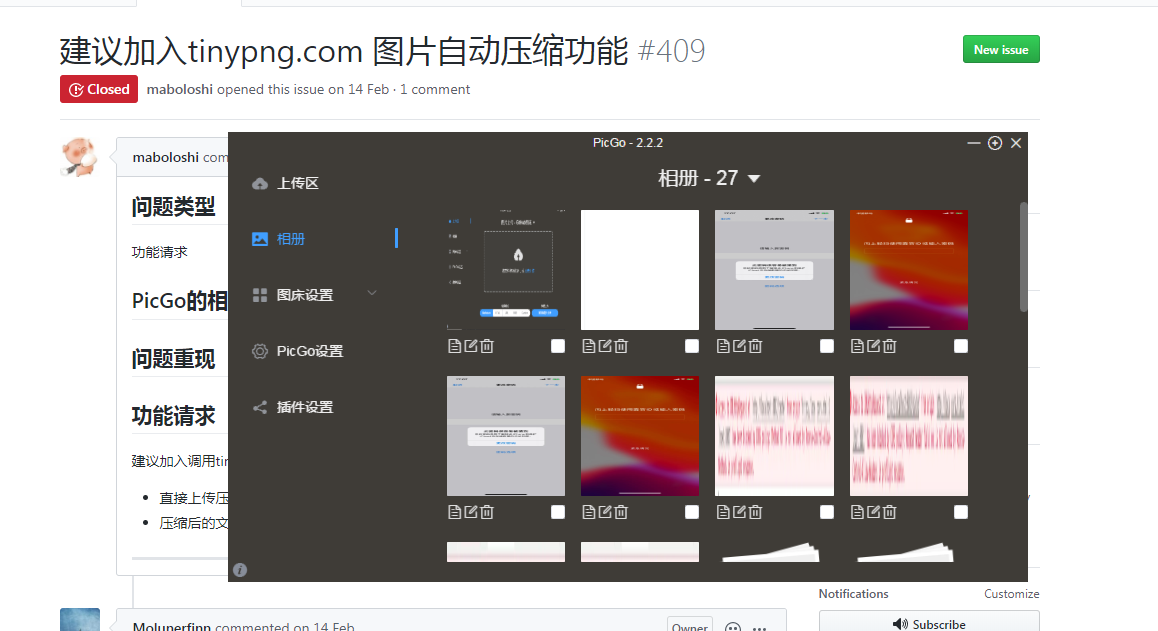 建议加入tinypng.com 图片自动压缩功能 #409
New issue
Closed
maboloshi opened this issue on 14 Feb · 1 comment
maboloshi com
问题类型
功能请求
PicGo的相
问题重现
功能请求
建议加入调用tin
直接上传压
压缩后的文
PicGo - 2.2.2
上传区
相册
图床设置
PicGo设置
插件设置
相册 - 27
Notifications
Customize
Subscribe
Molunerfinn commented on 14 Feb
Owner